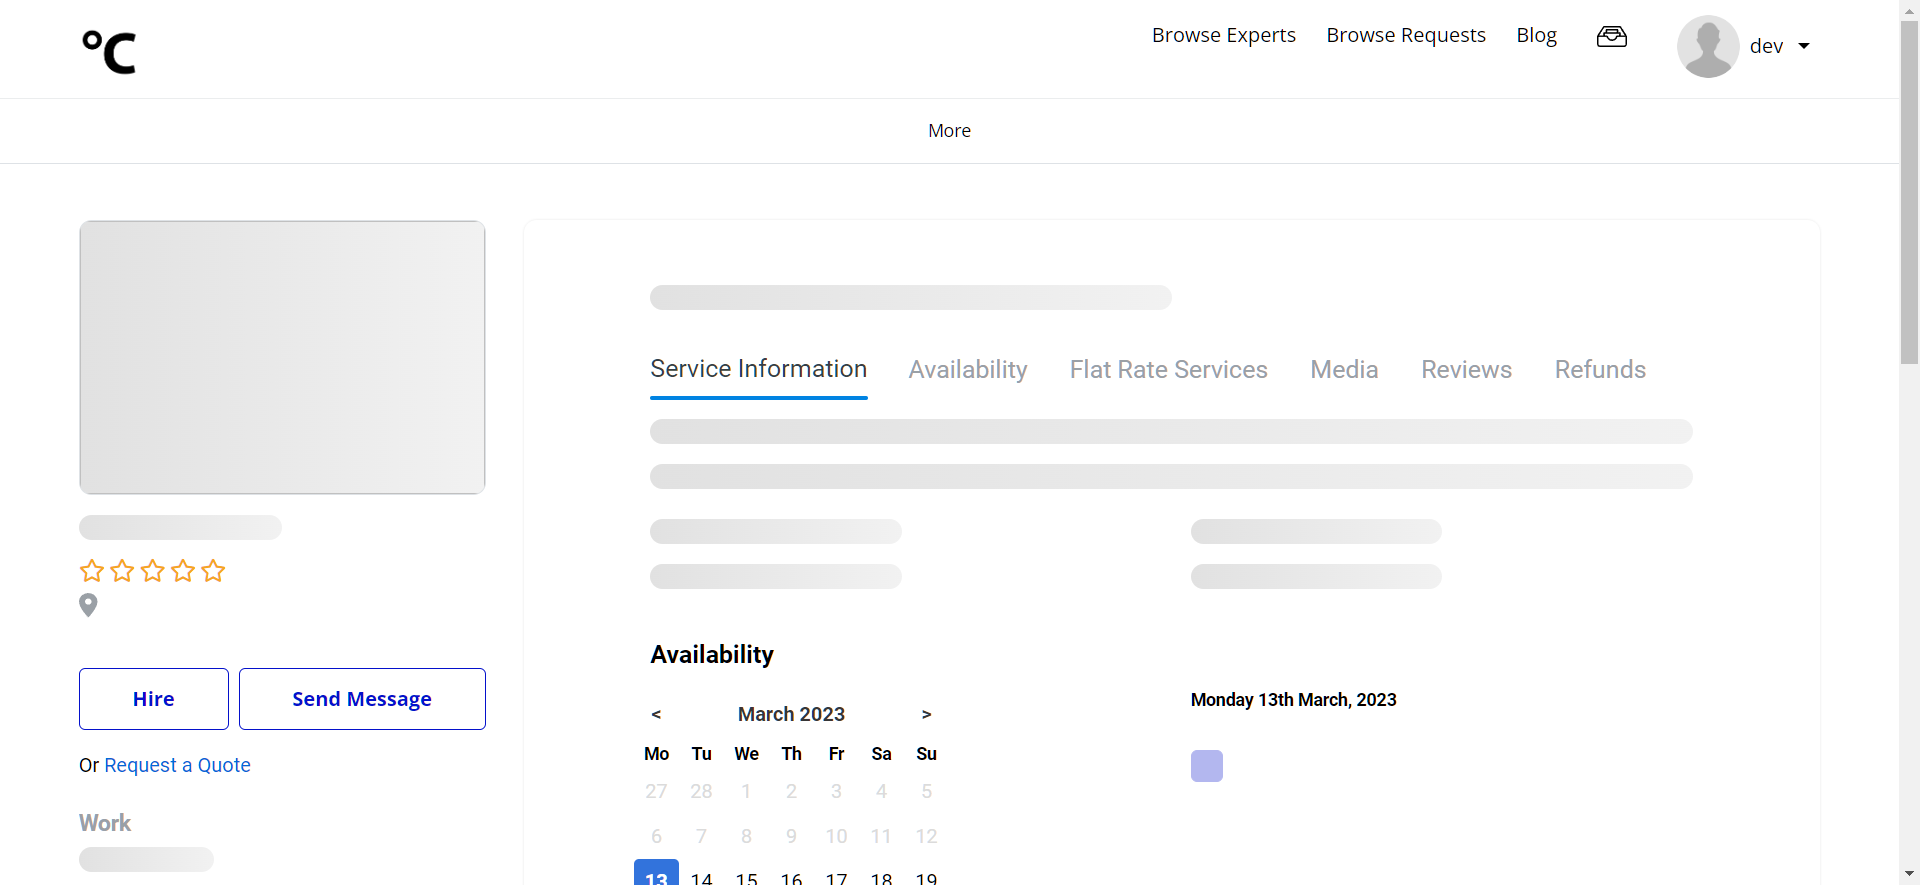 °C
Browse Experts Browse Requests Blog dev
More
Service Information Availability Flat Rate Services Media Reviews Refunds
Hire Send Message
Or Request a Quote
Work
Availability
< March 2023 >
Mo Tu We Th Fr Sa Su
27 28 1 2 3 4 5
6 7 8 9 10 11 12
13 14 15 16 17 18 19
Monday 13th March, 2023